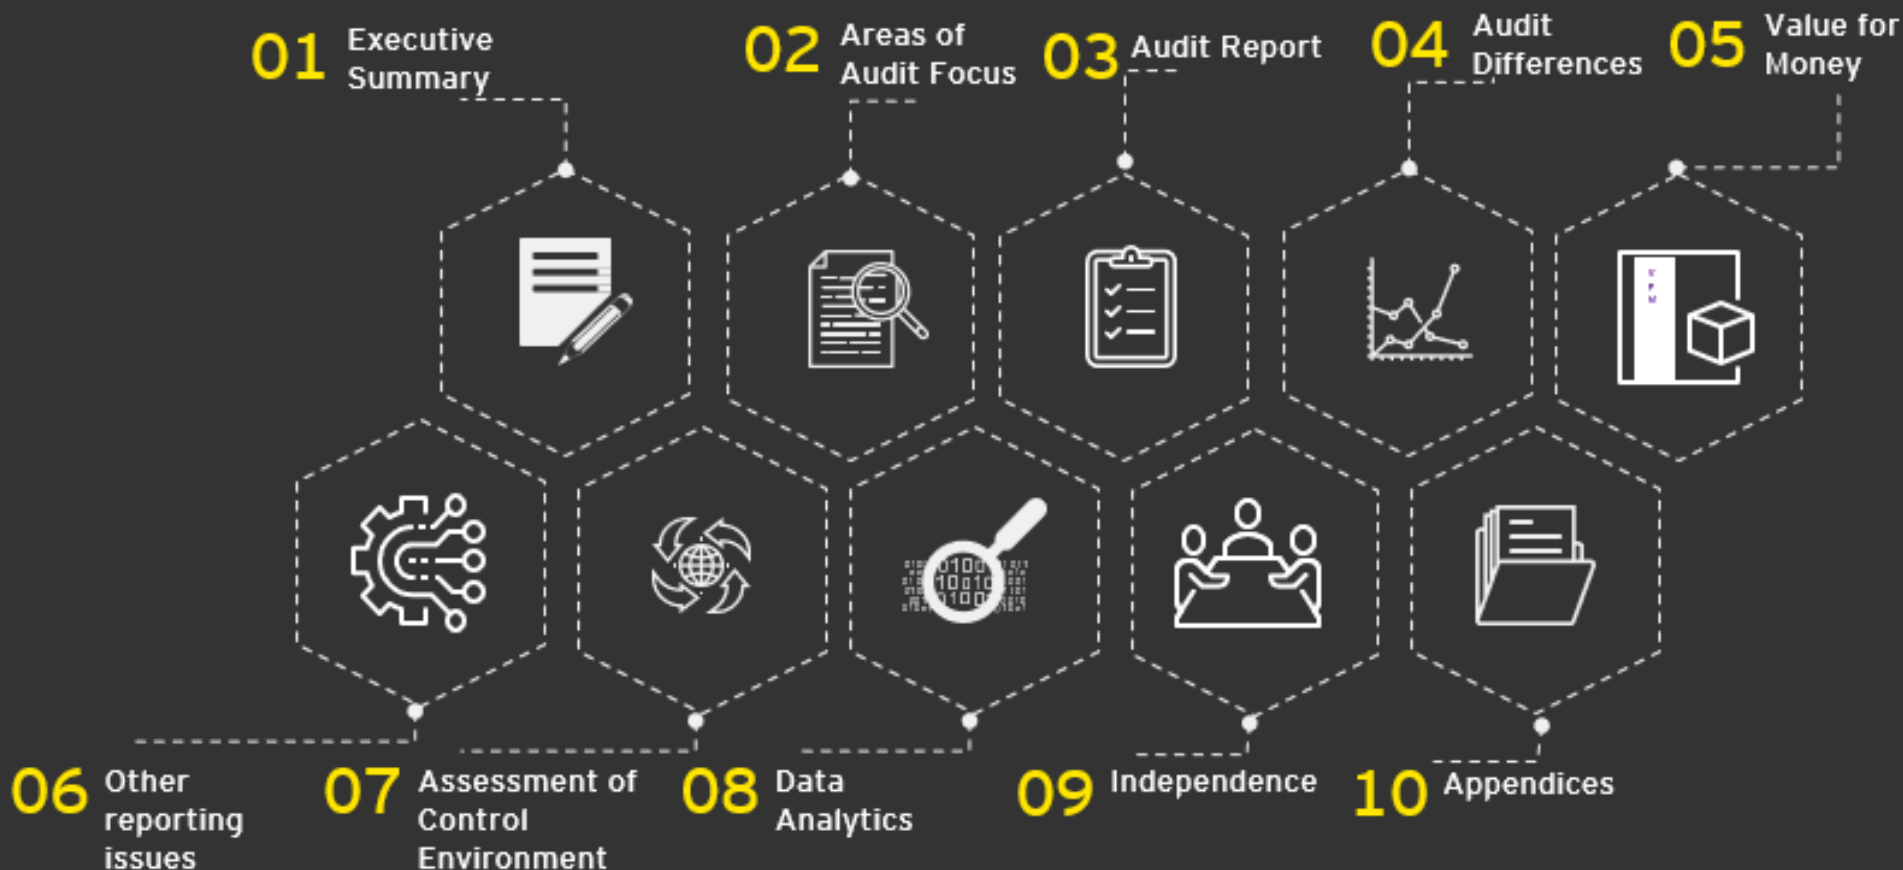 01 Executive
Summary
02 Areas of
Audit Focus
03 Audit Report
04 Audit
Differences
05 Value for
Money
06 Other
reporting
issues
07 Assessment of
Control
Environment
08 Data
Analytics
09 Independence
10 Appendices